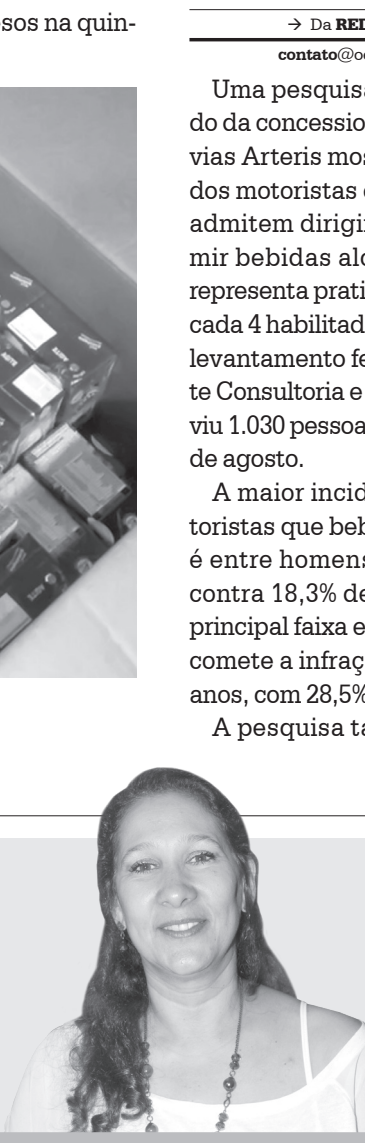 sos na quin-
→ Da RED
contato@o
Uma pesquisa
do da concessio
vias Arteris mos
dos motoristas
admitem dirigir
mir bebidas alc
representa prati
cada 4 habilitad
levantamento fe
te Consultoria e
viu 1.030 pessoa
de agosto.
A maior incid
toristas que beb
é entre homens
contra 18,3% de
principal faixa e
comete a infraç
anos, com 28,5%
A pesquisa ta